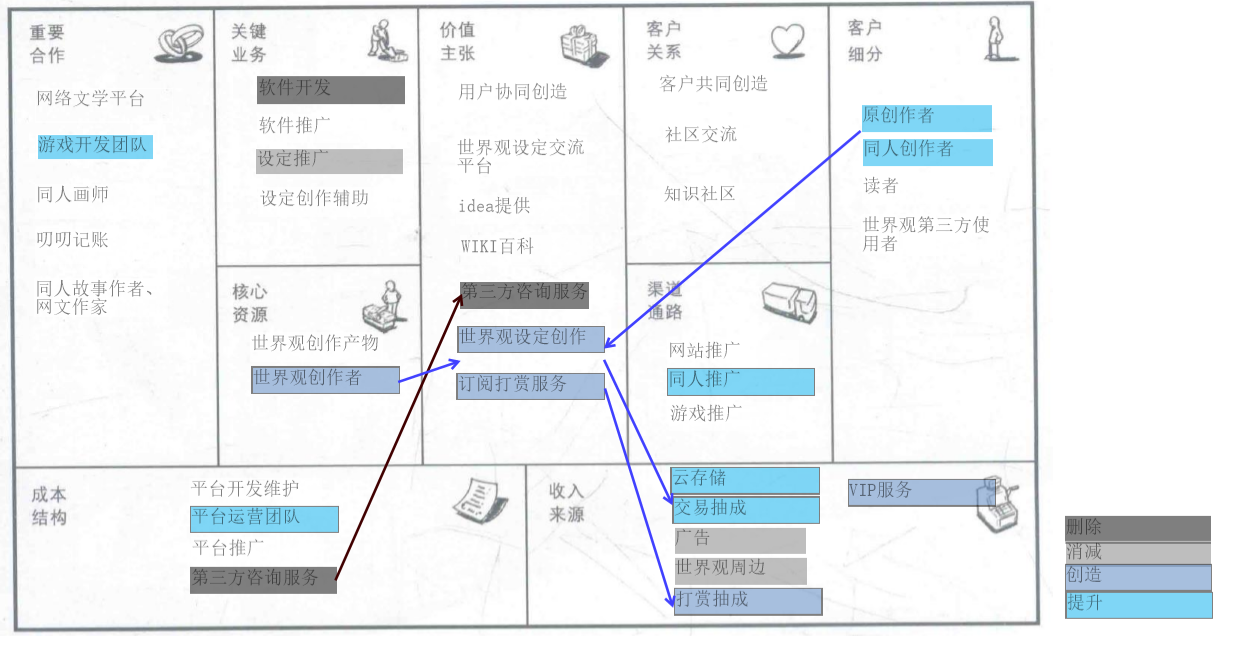 重要
合作
网络文学平台
游戏开发团队
同人画师
叨叨记账
同人故事作者、
网文作家
关键
业务
软件开发
软件推广
设定推广
设定创作辅助
核心
资源
世界观创作产物
世界观创作者
价值
主张
用户协同创造
世界观设定交流
平台
idea提供
WIKI百科
第三方咨询服务
世界观设定创作
订阅打赏服务
客户
关系
客户共同创造
社区交流
知识社区
渠道
通路
网站推广
同人推广
游戏推广
客户
细分
原创作者
同人创作者
读者
世界观第三方使
用者
成本
结构
平台开发维护
平台运营团队
平台推广
第三方咨询服务
收入
来源
云存储
交易抽成
广告
世界观周边
打赏抽成
VIP服务
删除
消减
创造
提升